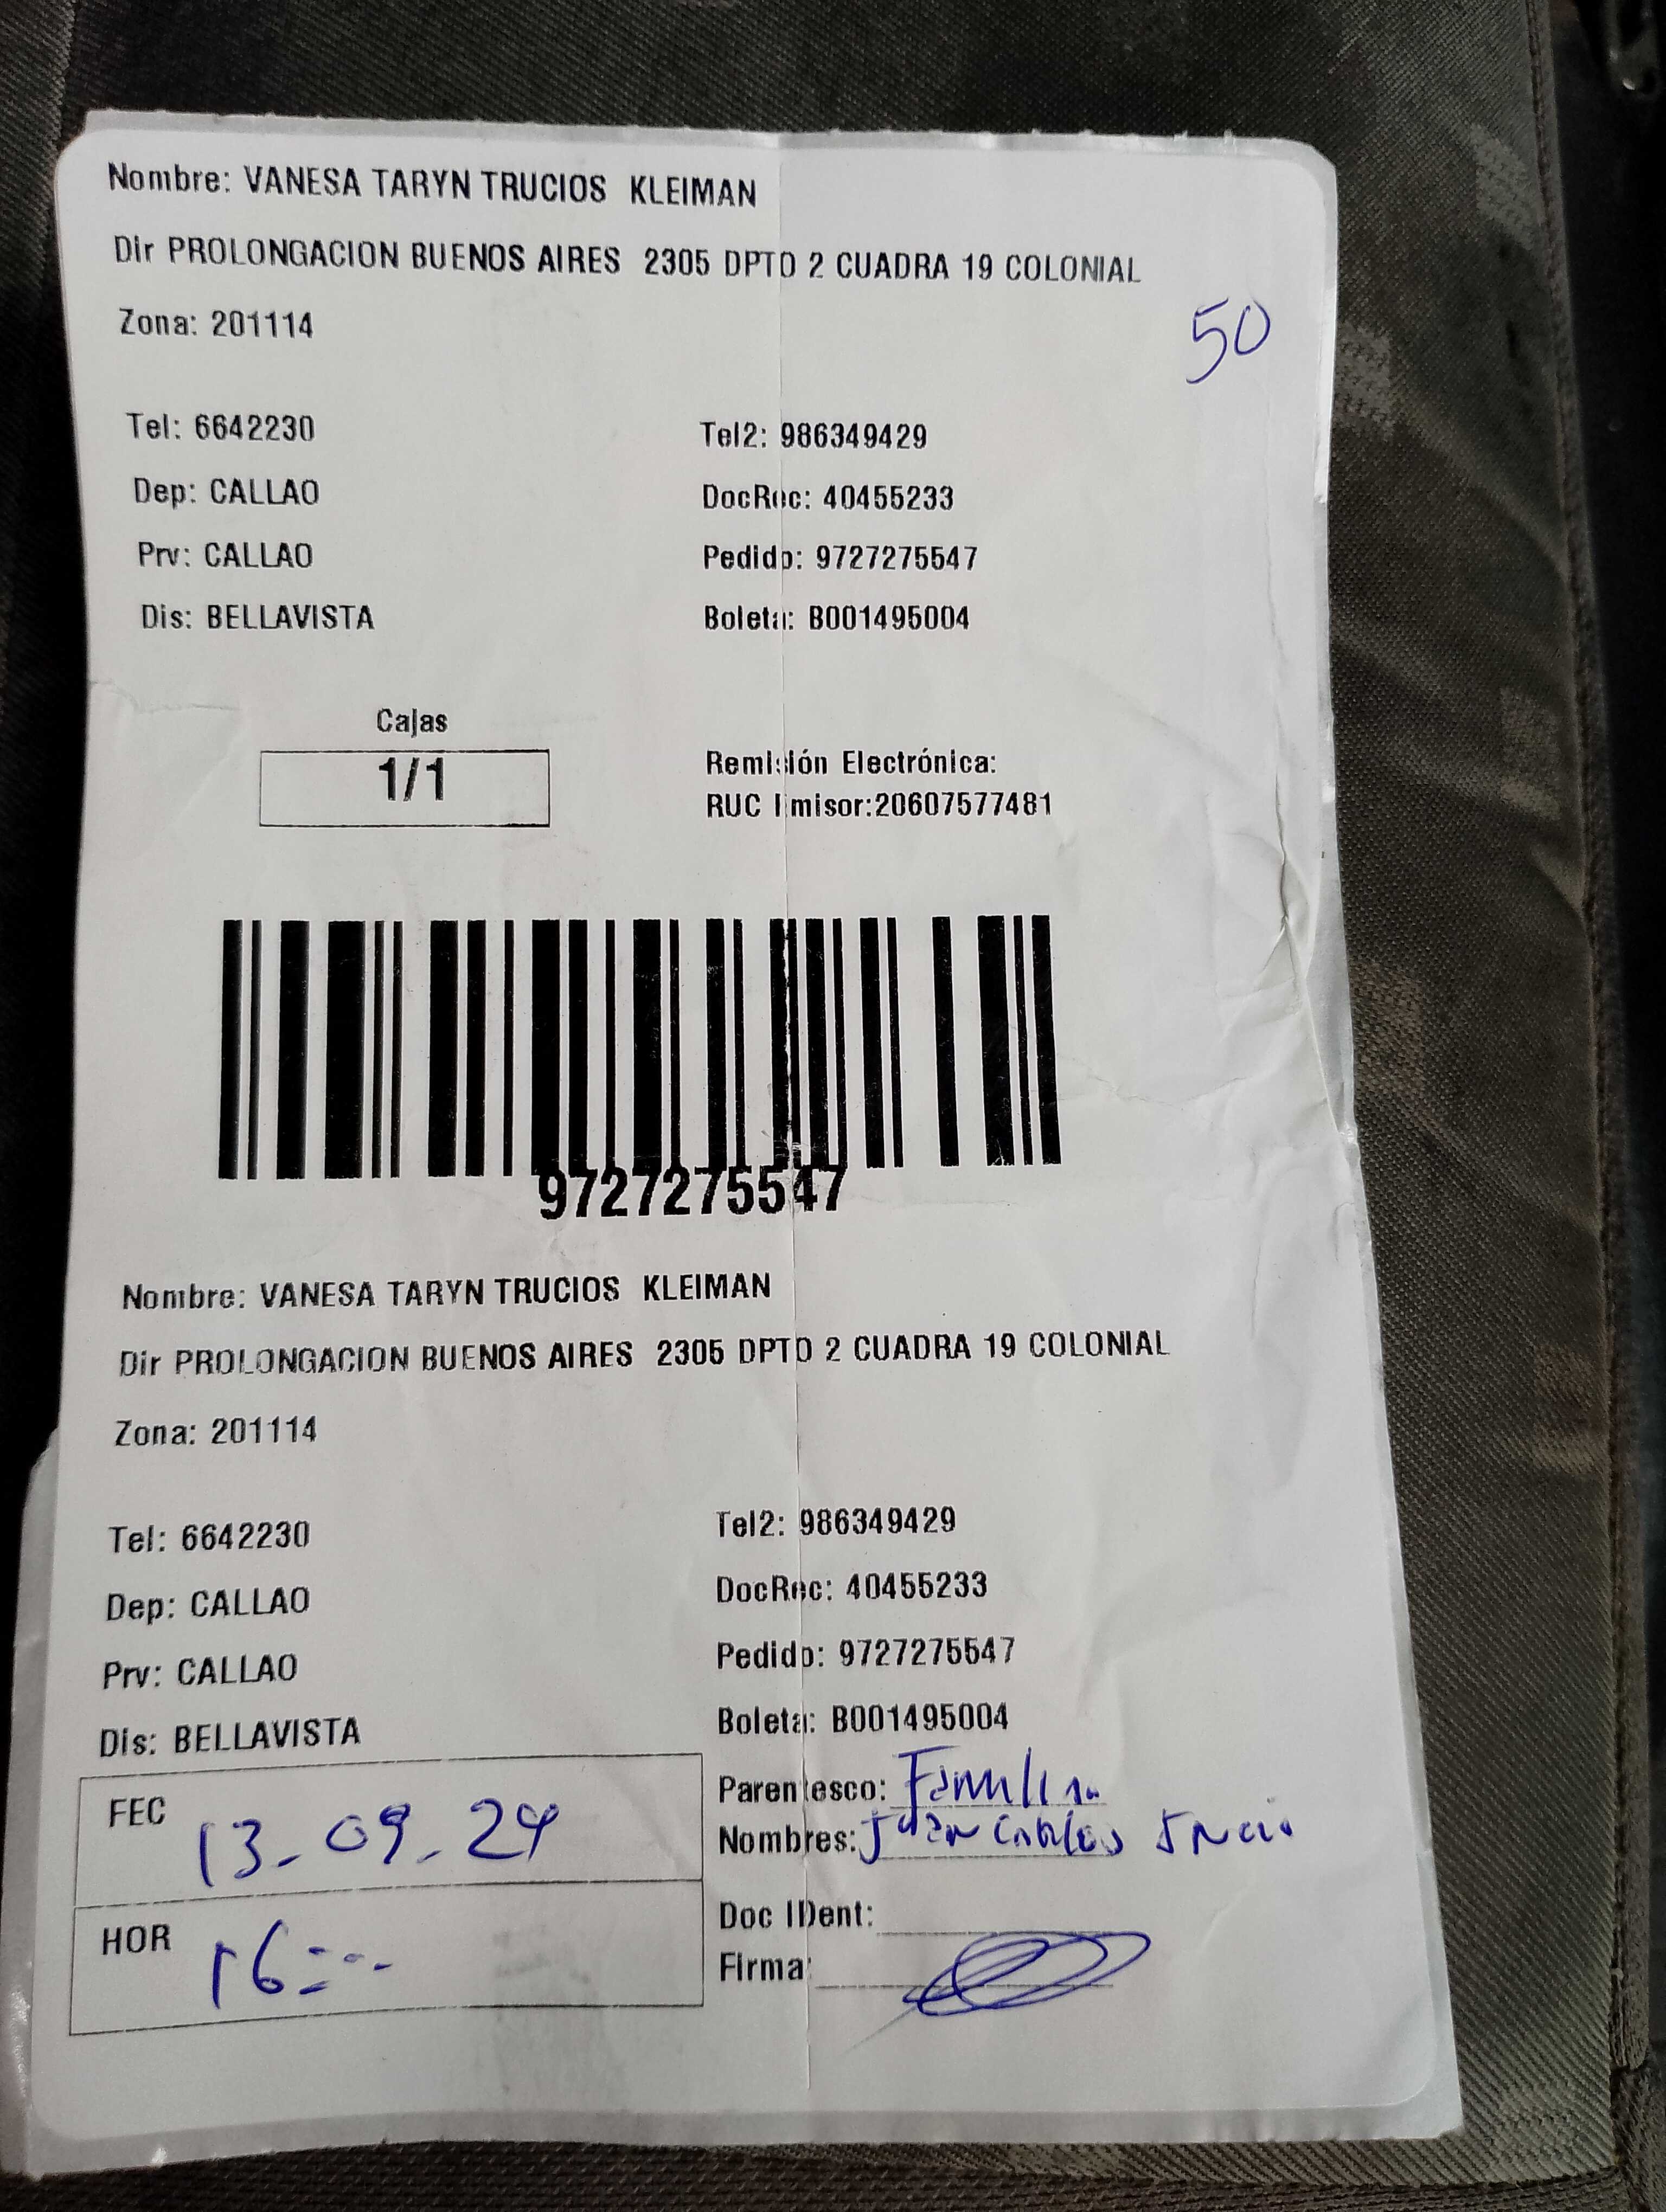 Nombre: VANESA TARYN TRUCIOS KLEIMAN
Dir PROLONGACION BUENOS AIRES 2305 DPTO 2 CUADRA 19 COLONIAL
Zona: 201114
50
Tel: 6642230 Tel2: 986349429
Dep: CALLAO DocRec: 40455233
Prv: CALLAO Pedido: 9727275547
Dis: BELLAVISTA Boleta: B001495004
Cajas
1/1
Remisión Electrónica:
RUC Emisor:20607577481
9727275547
Nombre: VANESA TARYN TRUCIOS KLEIMAN
Dir PROLONGACION BUENOS AIRES 2305 DPTO 2 CUADRA 19 COLONIAL
Zona: 201114
Tel: 6642230 Tel2: 986349429
Dep: CALLAO DocRec: 40455233
Prv: CALLAO Pedido: 9727275547
Dis: BELLAVISTA Boleta: B001495004
FEC 13-09-24
Parentesco:
Nombres: Juan Carlos
HOR 16:--
Doc IDent:
Firma: